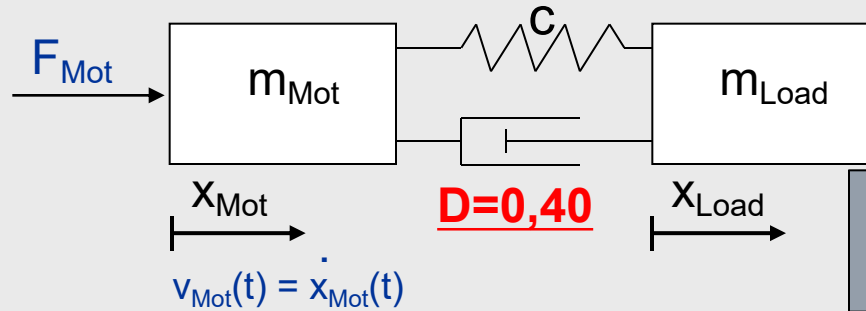 c
F_Mot
m_Mot
m_Load
x_Mot
D=0,40
x_Load
v_Mot(t) = ẋ_Mot(t)